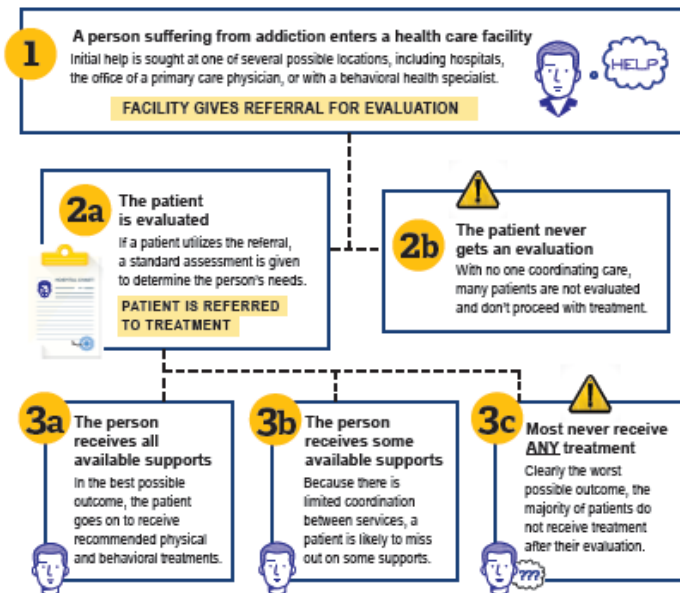 1
A person suffering from addiction enters a health care facility
Initial help is sought at one of several possible locations, including hospitals,
the office of a primary care physician, or with a behavioral health specialist.
FACILITY GIVES REFERRAL FOR EVALUATION
HELP
2a
The patient
is evaluated
If a patient utilizes the referral,
a standard assessment is given
to determine the person's needs.
PATIENT IS REFERRED
TO TREATMENT
HOSPITAL CHART
2b
The patient never
gets an evaluation
With no one coordinating care,
many patients are not evaluated
and don't proceed with treatment.
3a
The person
receives all
available supports
In the best possible
outcome, the patient
goes on to receive
recommended physical
and behavioral treatments.
3b
The person
receives some
available supports
Because there is
limited coordination
between services, a
patient is likely to miss
out on some supports.
3c
Most never receive
ANY treatment
Clearly the worst
possible outcome, the
majority of patients do
not receive treatment
after their evaluation.
???